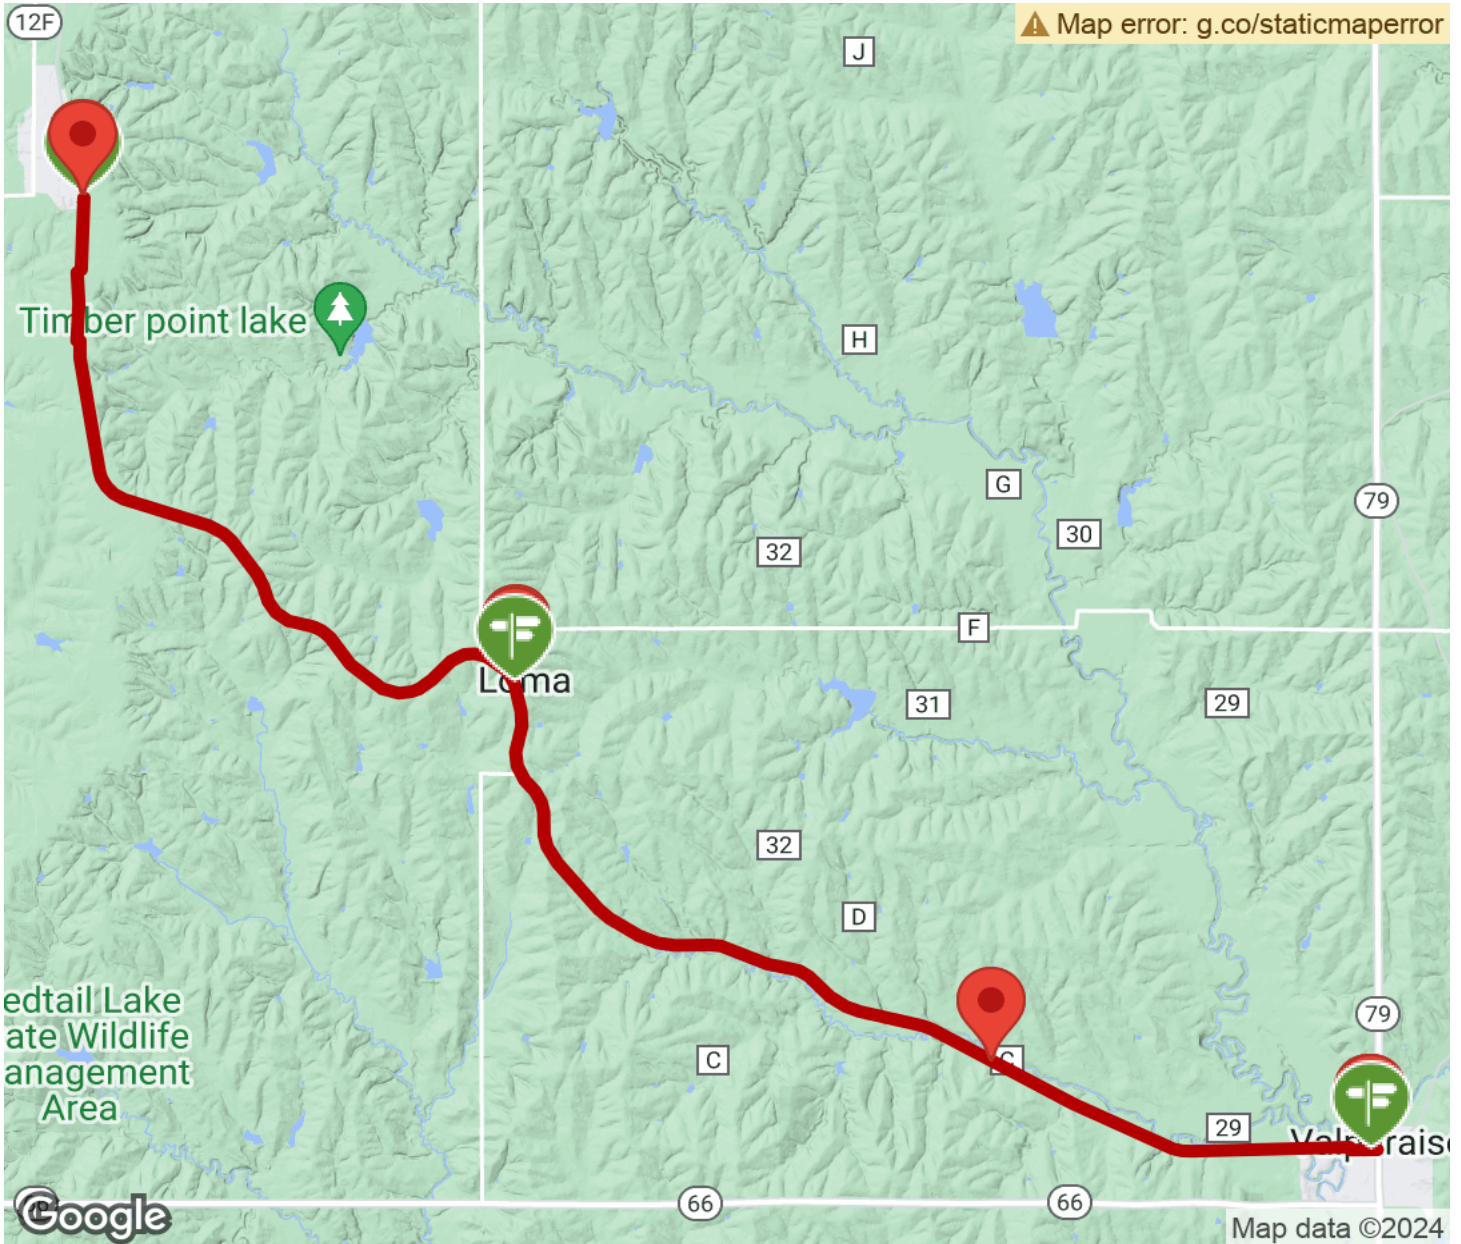 12F
Map error: g.co/staticmaperror
J
Timber point lake
H
G
79
30
32
F
Loma
31
29
32
D
edtail Lake
ate Wildlife
anagement
Area
79
C
C
29
66
66
Google
Map data ©2024